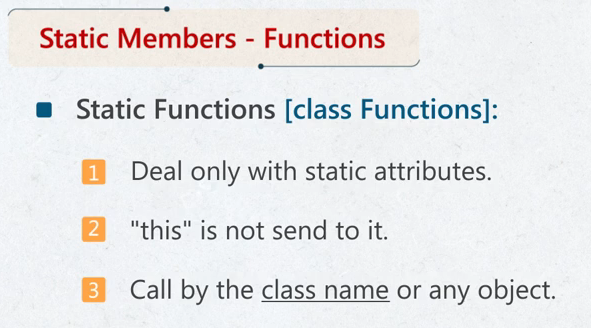 Static Members - Functions
Static Functions [class Functions]:
1 Deal only with static attributes.
2 "this" is not send to it.
3 Call by the class name or any object.